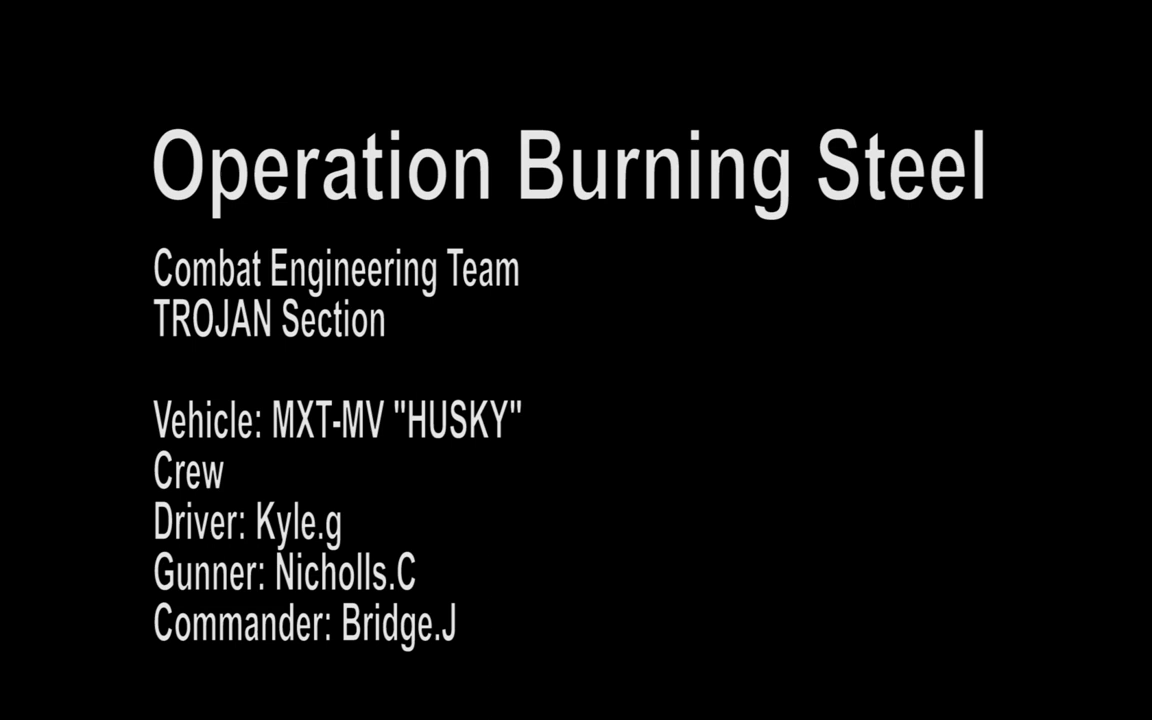 Operation Burning Steel
Combat Engineering Team
TROJAN Section
Vehicle: MXT-MV "HUSKY"
Crew
Driver: Kyle.g
Gunner: Nicholls.C
Commander: Bridge.J